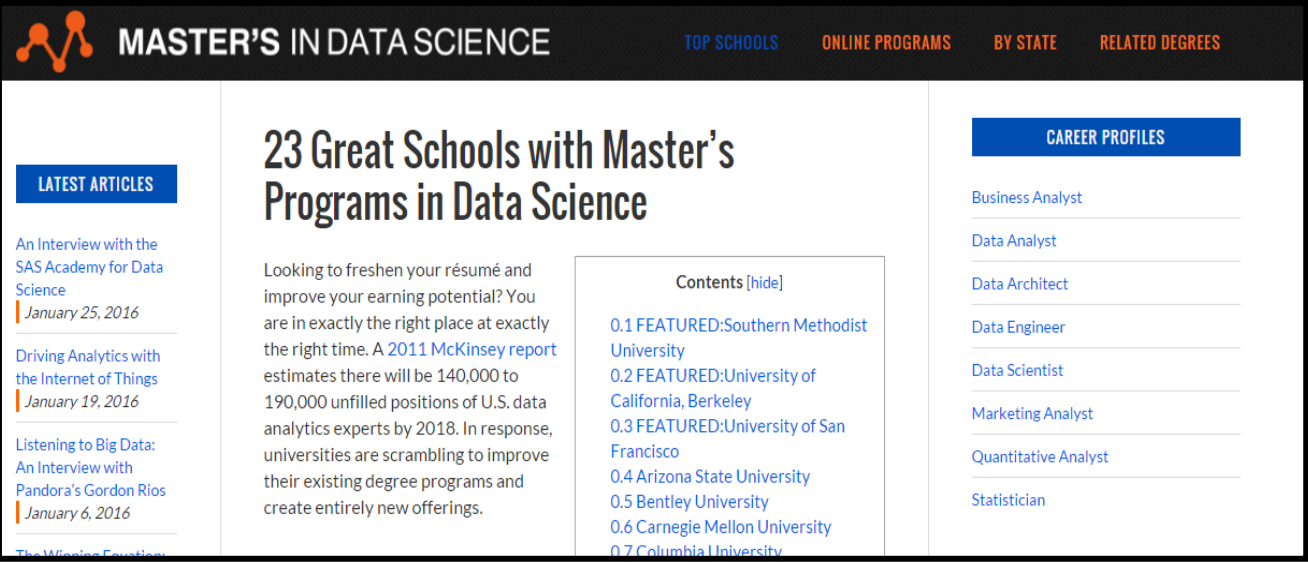 MASTER'S IN DATA SCIENCE
TOP SCHOOLS
ONLINE PROGRAMS
BY STATE
RELATED DEGREES
LATEST ARTICLES
An Interview with the
SAS Academy for Data
Science
January 25, 2016
Driving Analytics with
the Internet of Things
January 19, 2016
Listening to Big Data:
An Interview with
Pandora's Gordon Rios
January 6, 2016
The Winning Equation:
23 Great Schools with Master's
Programs in Data Science
Looking to freshen your résumé and
improve your earning potential? You
are in exactly the right place at exactly
the right time. A 2011 McKinsey report
estimates there will be 140,000 to
190,000 unfilled positions of U.S. data
analytics experts by 2018. In response,
universities are scrambling to improve
their existing degree programs and
create entirely new offerings.
Contents [hide]
0.1 FEATURED:Southern Methodist
University
0.2 FEATURED:University of
California, Berkeley
0.3 FEATURED:University of San
Francisco
0.4 Arizona State University
0.5 Bentley University
0.6 Carnegie Mellon University
0.7 Columbia University
CAREER PROFILES
Business Analyst
Data Analyst
Data Architect
Data Engineer
Data Scientist
Marketing Analyst
Quantitative Analyst
Statistician